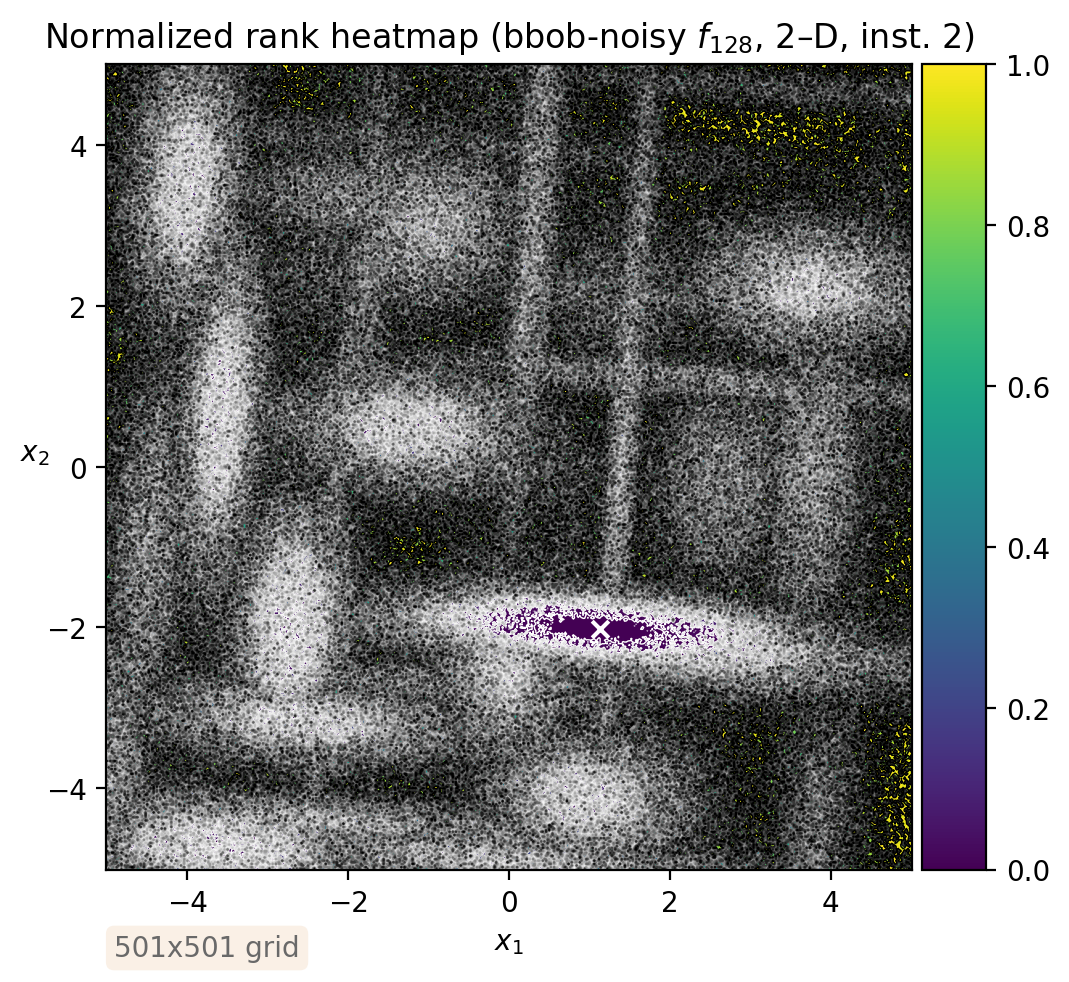 Normalized rank heatmap (bbob-noisy f₁₂₈, 2–D, inst. 2)
1.0
0.8
0.6
0.4
0.2
0.0
x₂
4
2
0
−2
−4
−4 −2 0 2 4
x₁
501x501 grid